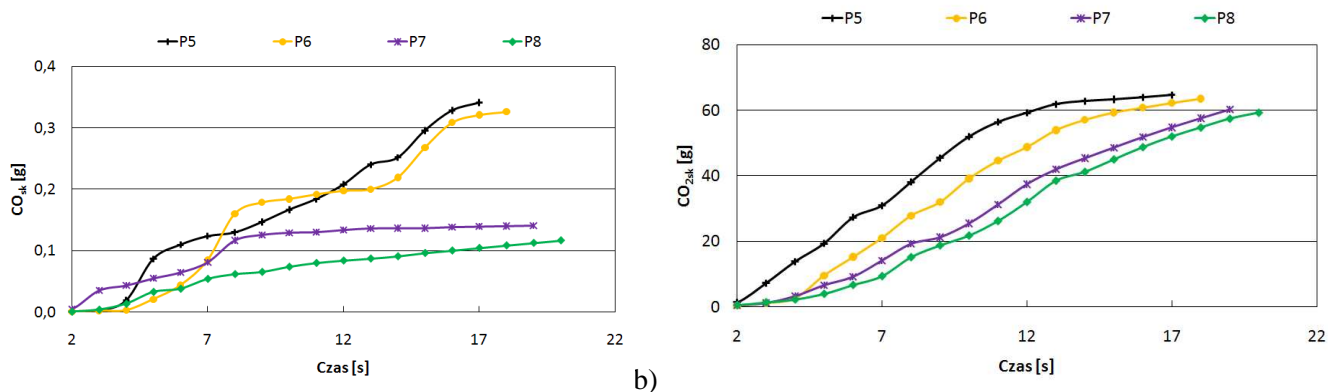 P5 P6 P7 P8
0,4
0,3
0,2
0,1
0,0
CO_sk [g]
2 7 12 17 22
Czas [s]
b)
P5 P6 P7 P8
80
60
40
20
0
CO_2sk [g]
2 7 12 17 22
Czas [s]